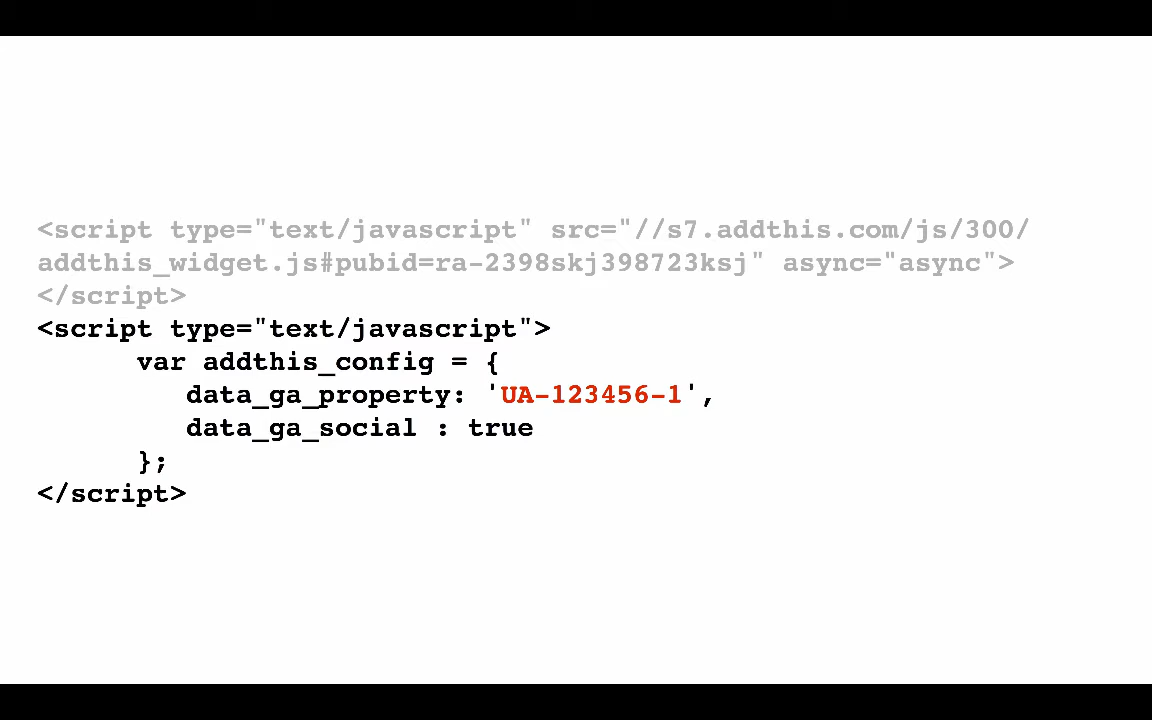 <script type="text/javascript" src="//s7.addthis.com/js/300/
addthis_widget.js#pubid=ra-2398skj398723ksj" async="async">
</script>
<script type="text/javascript">
var addthis_config = {
data_ga_property: 'UA-123456-1',
data_ga_social : true
};
</script>